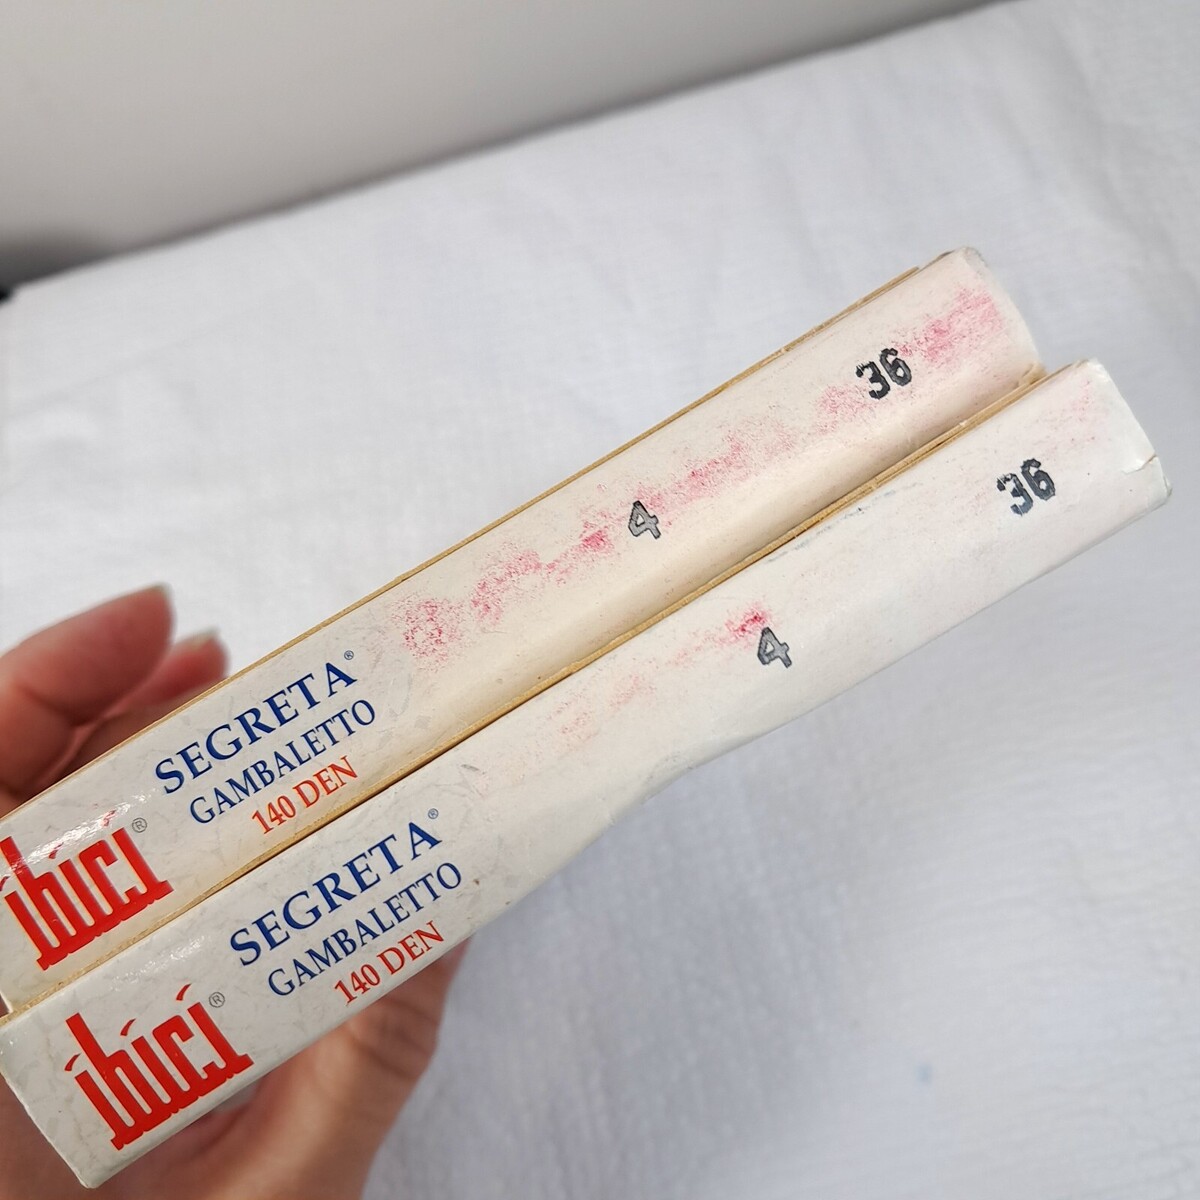 ibici®
SEGRETA®
GAMBALETTO
140 DEN
4
36
ibici®
SEGRETA®
GAMBALETTO
140 DEN
4
36